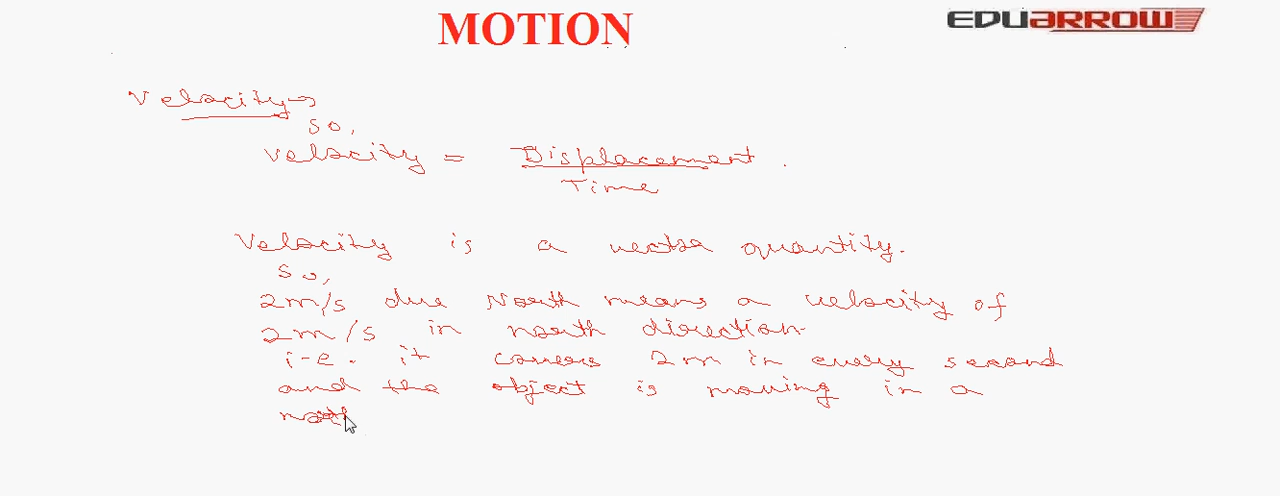 MOTION
EDUARROW
Velocity→
so,
velocity = Displacement
Time
Velocity is a vector quantity.
So,
2m/s due North means a velocity of
2m/s in north direction.
i.e. it covers 2m in every second
and the object is moving in a
north